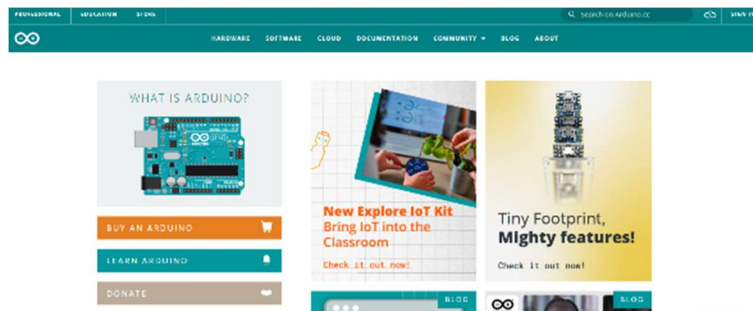 PROFESSIONAL EDUCATION STORE
Search on Arduino.cc
SIGN IN
HARDWARE SOFTWARE CLOUD DOCUMENTATION COMMUNITY BLOG ABOUT
WHAT IS ARDUINO?
BUY AN ARDUINO
LEARN ARDUINO
DONATE
New Explore IoT Kit
Bring IoT into the
Classroom
Check it out now!
Tiny Footprint,
MIghty features!
Check it out now!
BLOG
BLOG